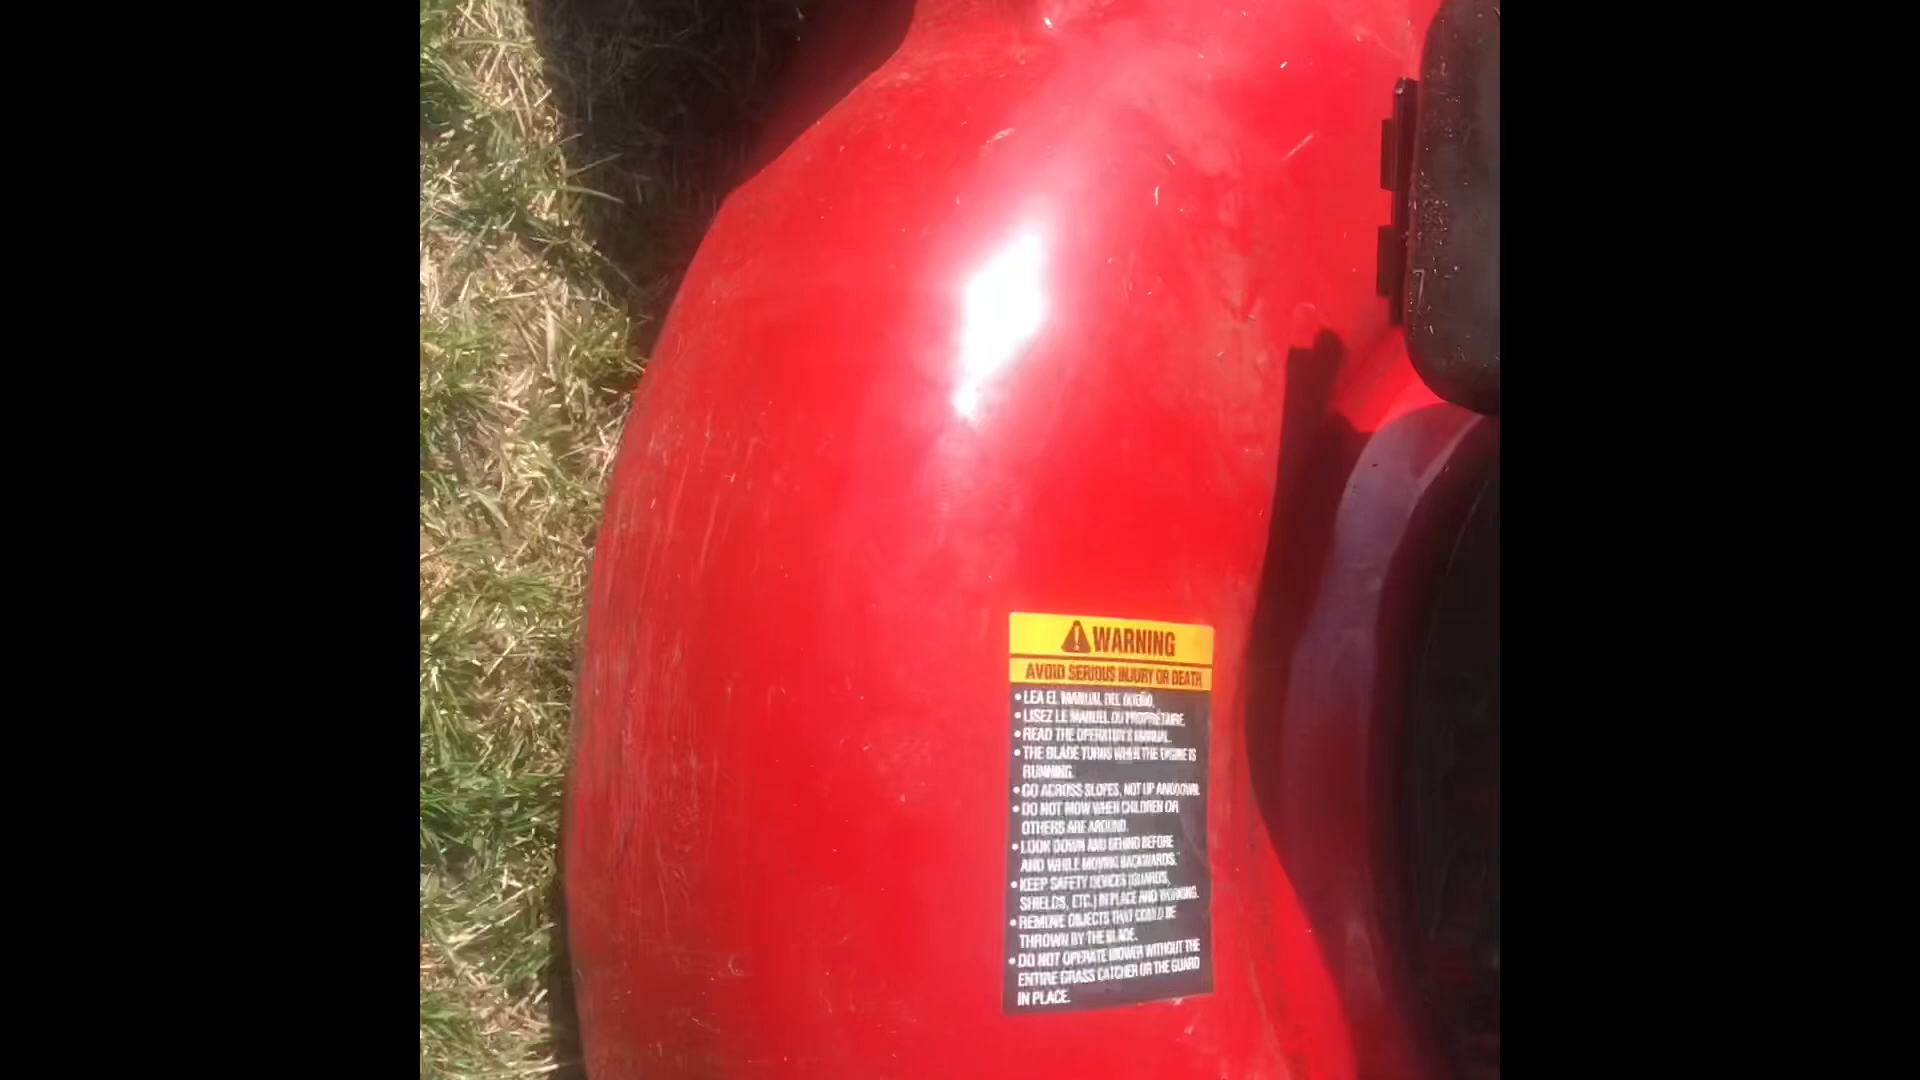 WARNING
AVOID SERIOUS INJURY OR DEATH
• LEA EL MANUAL DEL DUEÑO.
• LISEZ LE MANUEL DU PROPRIETAIRE.
• READ THE OPERATOR'S MANUAL.
• THE BLADE TURNS WHEN THE ENGINE IS
RUNNING.
• GO ACROSS SLOPES, NOT UP AND DOWN.
• DO NOT MOW WHEN CHILDREN OR
OTHERS ARE AROUND.
• LOOK DOWN AND BEHIND BEFORE
AND WHILE MOVING BACKWARDS.
• KEEP SAFETY DEVICES (GUARDS,
SHIELDS, ETC.) IN PLACE AND WORKING.
• REMOVE OBJECTS THAT COULD BE
THROWN BY THE BLADE.
• DO NOT OPERATE MOWER WITHOUT THE
ENTIRE GRASS CATCHER OR THE GUARD
IN PLACE.